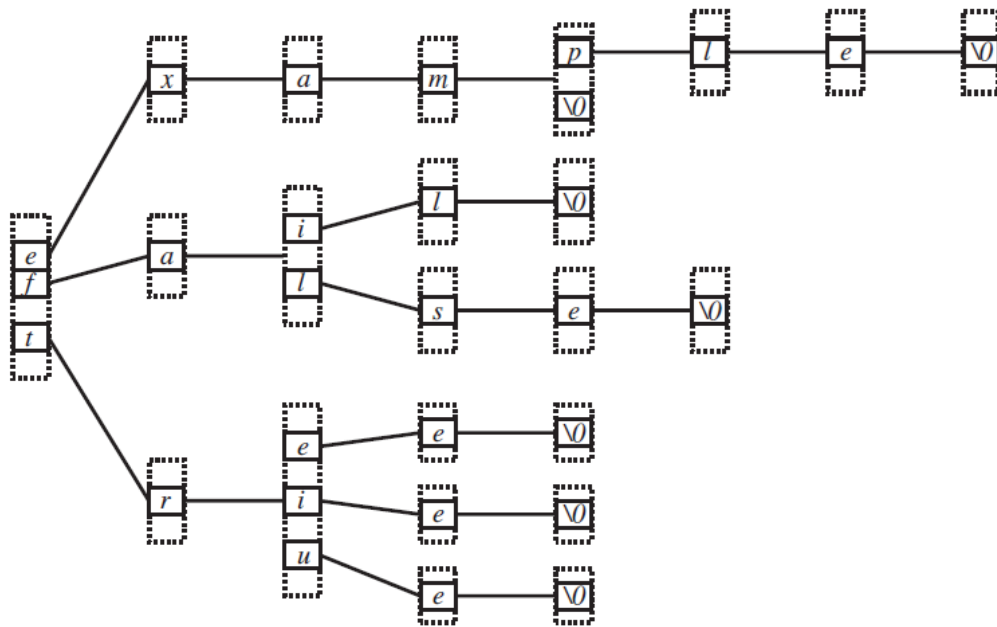 p l e \0
x a m
\0
i l \0
e a
f l s e \0
t
e e \0
r i e \0
u e \0